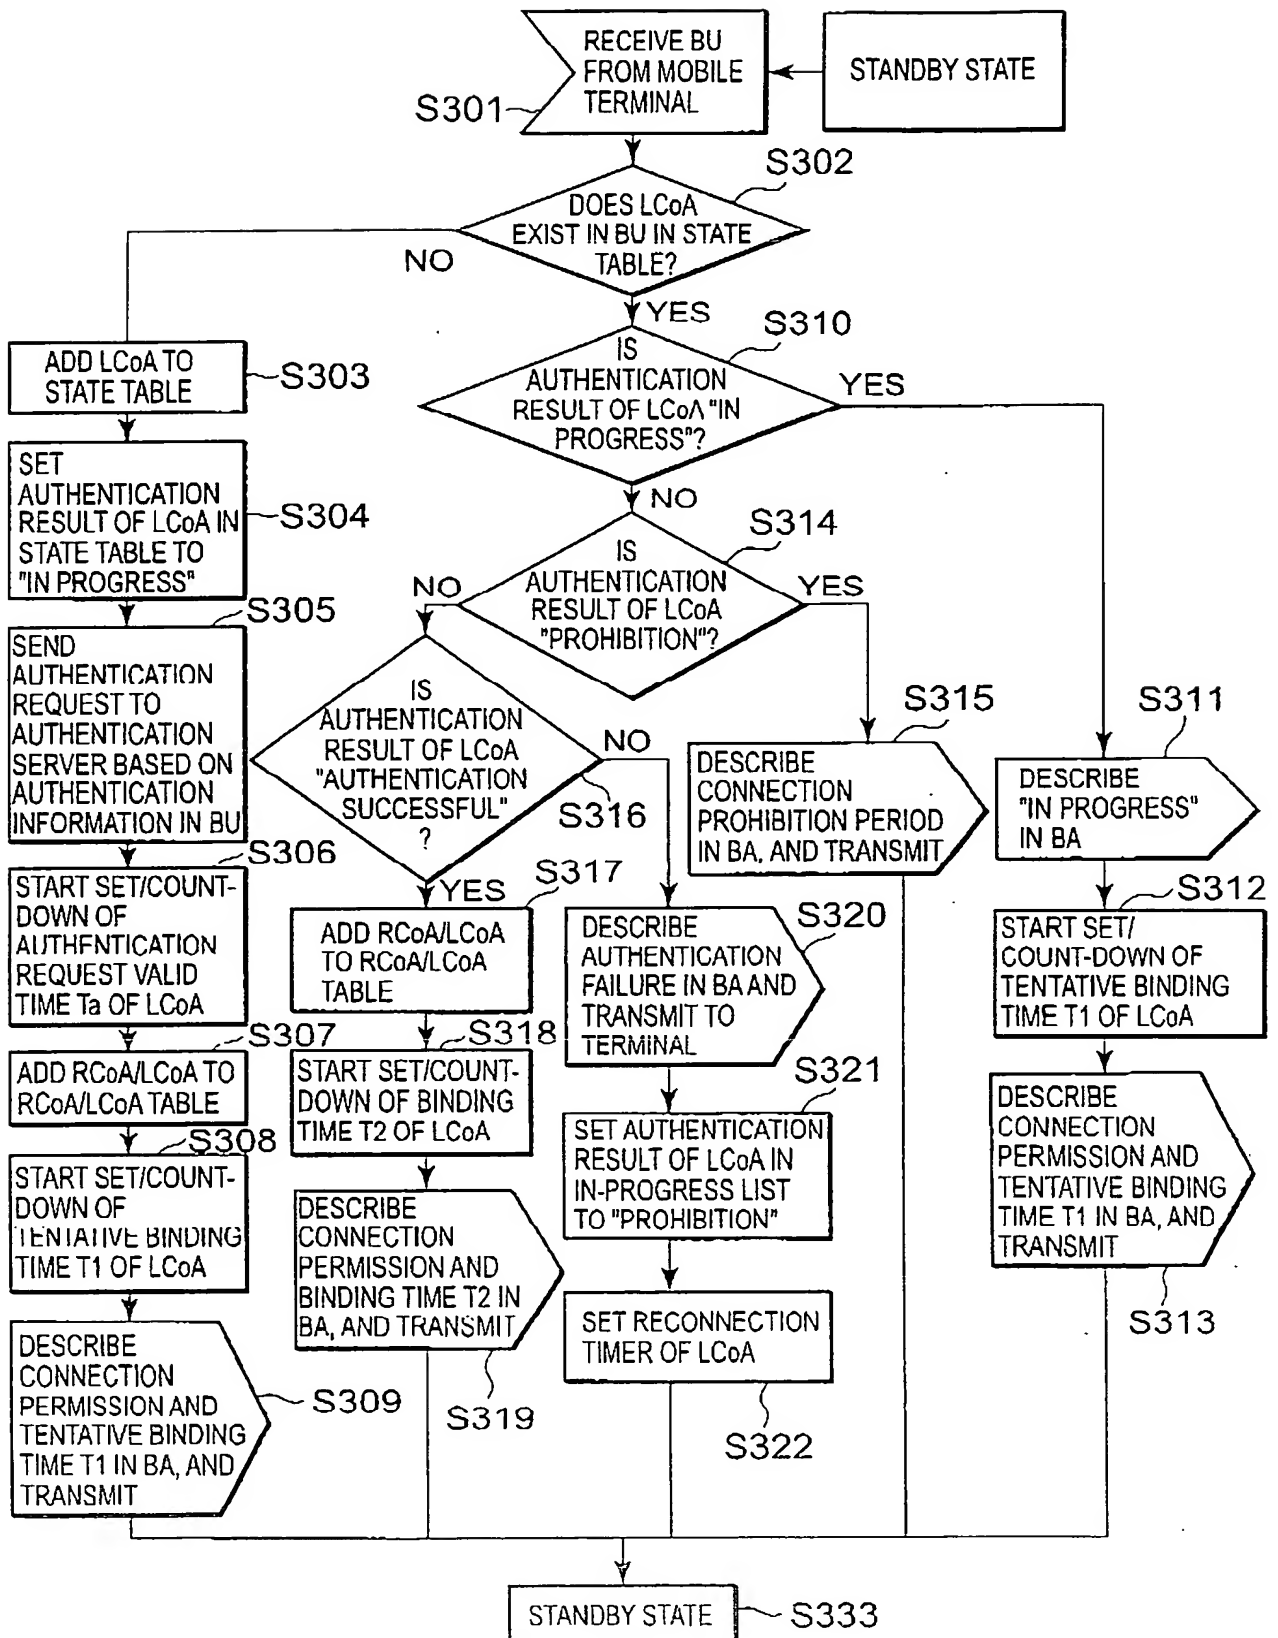 RECEIVE BU
FROM MOBILE
TERMINAL
STANDBY STATE
S301
S302
DOES LCoA
EXIST IN BU IN STATE
TABLE?
NO
YES
S310
IS
AUTHENTICATION
RESULT OF LCoA "IN
PROGRESS"?
YES
NO
ADD LCoA TO
STATE TABLE
S303
SET
AUTHENTICATION
RESULT OF LCoA IN
STATE TABLE TO
"IN PROGRESS"
S304
S314
IS
AUTHENTICATION
RESULT OF LCoA
"PROHIBITION"?
NO
YES
S305
SEND
AUTHENTICATION
REQUEST TO
AUTHENTICATION
SERVER BASED ON
AUTHENTICATION
INFORMATION IN BU
IS
AUTHENTICATION
RESULT OF LCoA
"AUTHENTICATION
SUCCESSFUL"
?
NO
S316
YES
S315
DESCRIBE
CONNECTION
PROHIBITION PERIOD
IN BA, AND TRANSMIT
S311
DESCRIBE
"IN PROGRESS"
IN BA
S306
START SET/COUNT-
DOWN OF
AUTHENTICATION
REQUEST VALID
TIME Ta OF LCoA
S317
ADD RCoA/LCoA
TO RCoA/LCoA
TABLE
S320
DESCRIBE
AUTHENTICATION
FAILURE IN BA AND
TRANSMIT TO
TERMINAL
S312
START SET/
COUNT-DOWN OF
TENTATIVE BINDING
TIME T1 OF LCoA
S307
ADD RCoA/LCoA TO
RCoA/LCoA TABLE
S318
START SET/COUNT-
DOWN OF BINDING
TIME T2 OF LCoA
S321
SET AUTHENTICATION
RESULT OF LCoA IN
IN-PROGRESS LIST
TO "PROHIBITION"
DESCRIBE
CONNECTION
PERMISSION AND
TENTATIVE BINDING
TIME T1 IN BA, AND
TRANSMIT
S313
S308
START SET/COUNT-
DOWN OF
TENTATIVE BINDING
TIME T1 OF LCoA
DESCRIBE
CONNECTION
PERMISSION AND
BINDING TIME T2 IN
BA, AND TRANSMIT
S319
SET RECONNECTION
TIMER OF LCoA
S322
DESCRIBE
CONNECTION
PERMISSION AND
TENTATIVE BINDING
TIME T1 IN BA, AND
TRANSMIT
S309
STANDBY STATE
S333